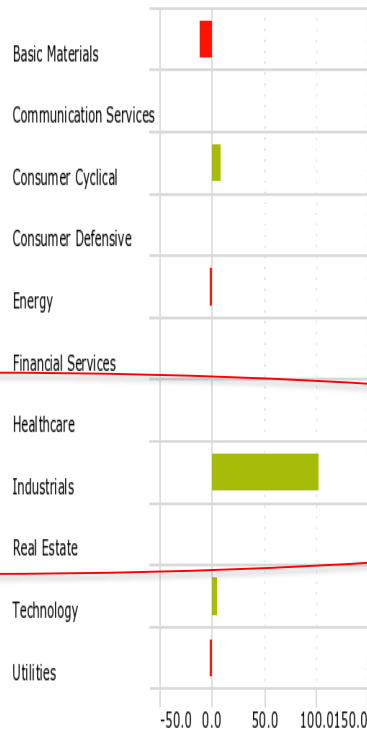 Basic Materials
Communication Services
Consumer Cyclical
Consumer Defensive
Energy
Financial Services
Healthcare
Industrials
Real Estate
Technology
Utilities
-50.0 0.0 50.0 100.0150.0